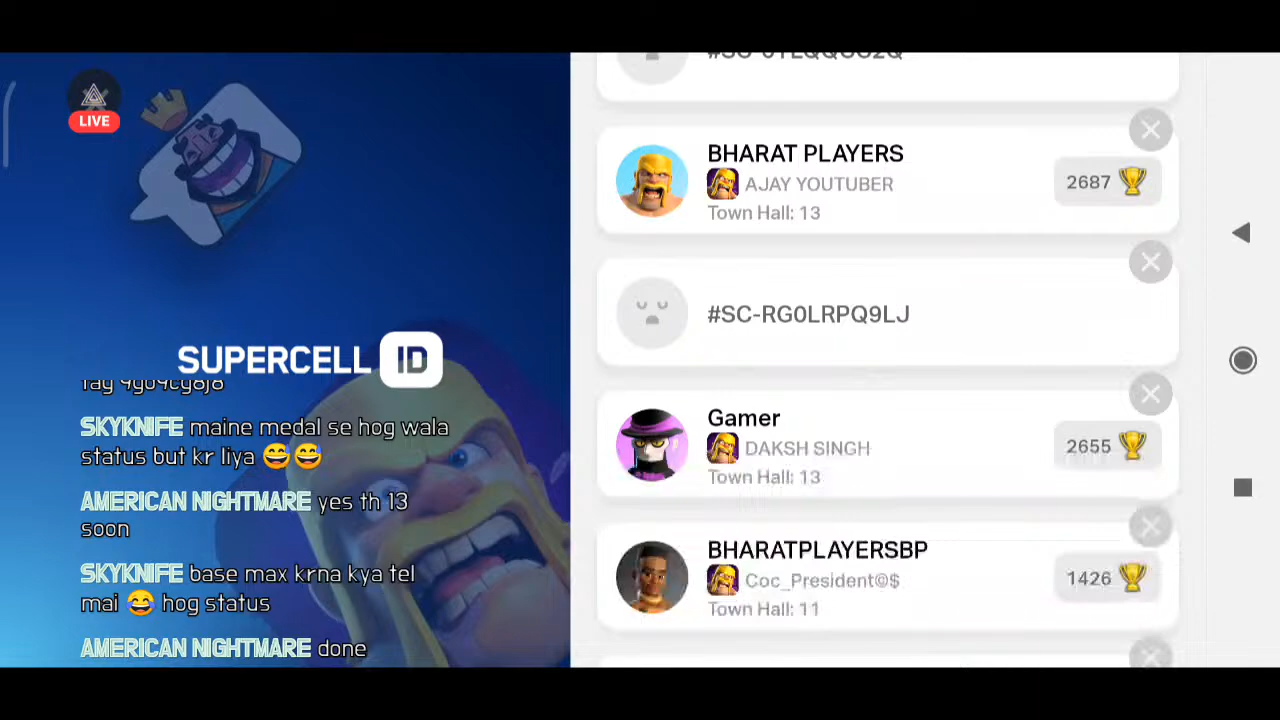 LIVE
SUPERCELL ID
SKYKNIFE maine medal se hog wala
status but kr liya 😅😅
AMERICAN NIGHTMARE yes th 13
soon
SKYKNIFE base max krna kya tel
mai 😂 hog status
AMERICAN NIGHTMARE done
BHARAT PLAYERS
AJAY YOUTUBER
Town Hall: 13
2687
#SC-RG0LRPQ9LJ
Gamer
DAKSH SINGH
Town Hall: 13
2655
BHARATPLAYERSBP
Coc_President@$
Town Hall: 11
1426